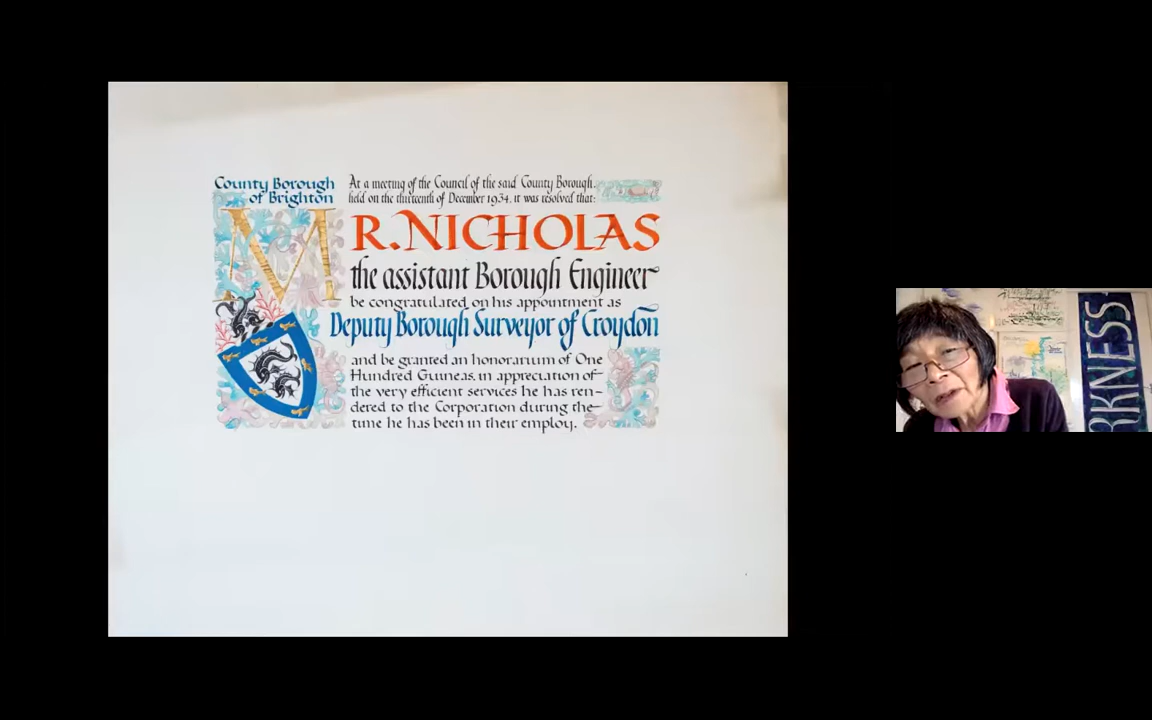 County Borough
of Brighton
At a meeting of the Council of the said County Borough,
held on the thirteenth of December 1934, it was resolved that:
MR. NICHOLAS
the assistant Borough Engineer
be congratulated on his appointment as
Deputy Borough Surveyor of Croydon
and be granted an honorarium of One
Hundred Guineas, in appreciation of
the very efficient services he has ren-
dered to the Corporation during the
time he has been in their employ.
RKNESS